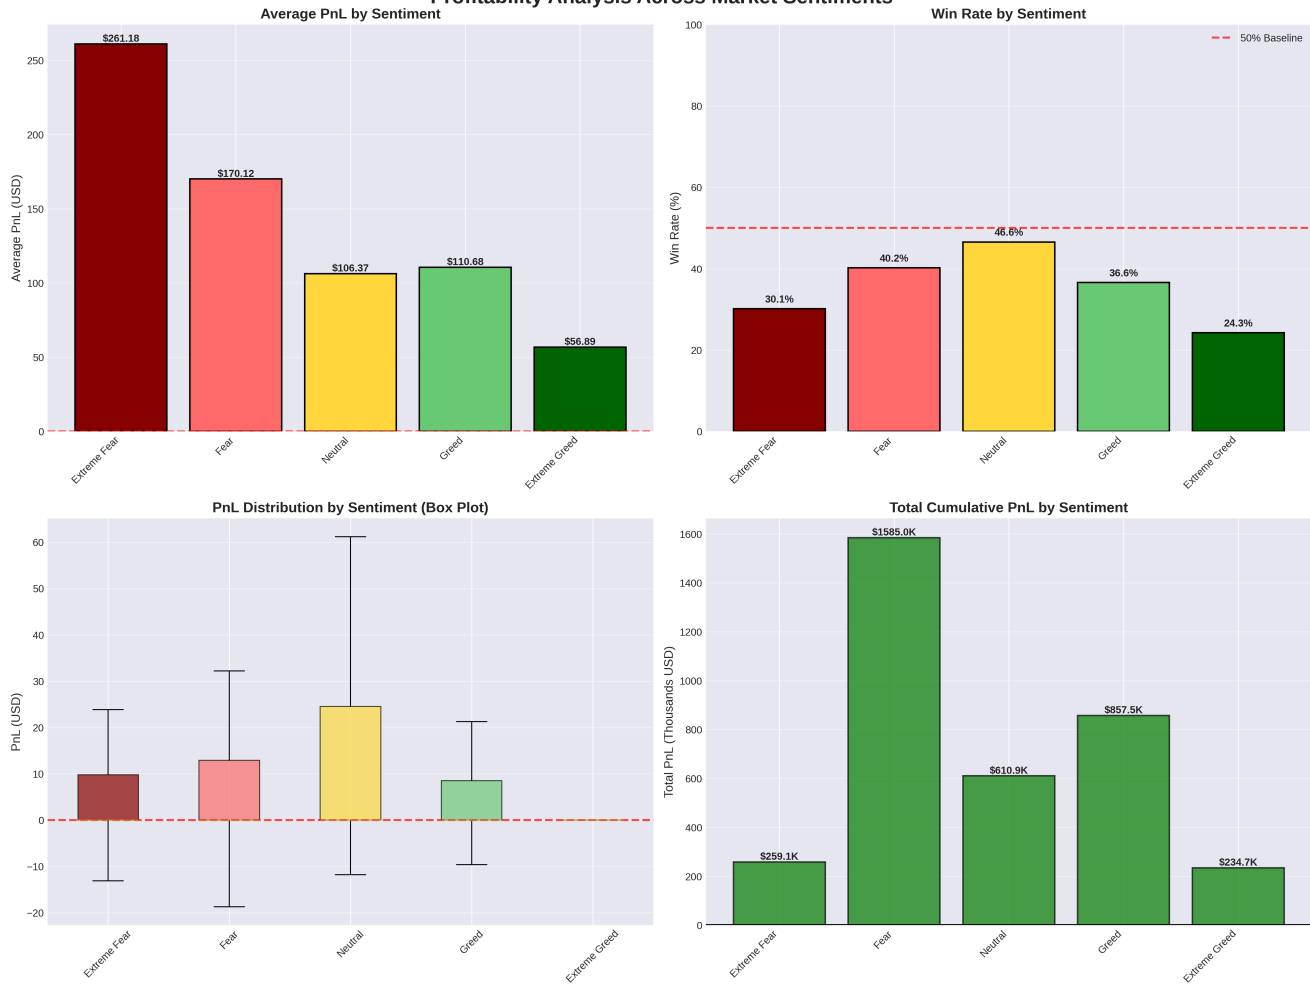 Profitability Analysis Across Market Sentiments
Average PnL by Sentiment
Average PnL (USD)
250
200
150
100
50
0
$261.18
$170.12
$106.37
$110.68
$56.89
Extreme Fear
Fear
Neutral
Greed
Extreme Greed
Win Rate by Sentiment
50% Baseline
Win Rate (%)
100
80
60
40
20
0
30.1%
40.2%
46.6%
36.6%
24.3%
Extreme Fear
Fear
Neutral
Greed
Extreme Greed
PnL Distribution by Sentiment (Box Plot)
PnL (USD)
60
50
40
30
20
10
0
−10
−20
Extreme Fear
Fear
Neutral
Greed
Extreme Greed
Total Cumulative PnL by Sentiment
Total PnL (Thousands USD)
1600
1400
1200
1000
800
600
400
200
0
$259.1K
$1585.0K
$610.9K
$857.5K
$234.7K
Extreme Fear
Fear
Neutral
Greed
Extreme Greed